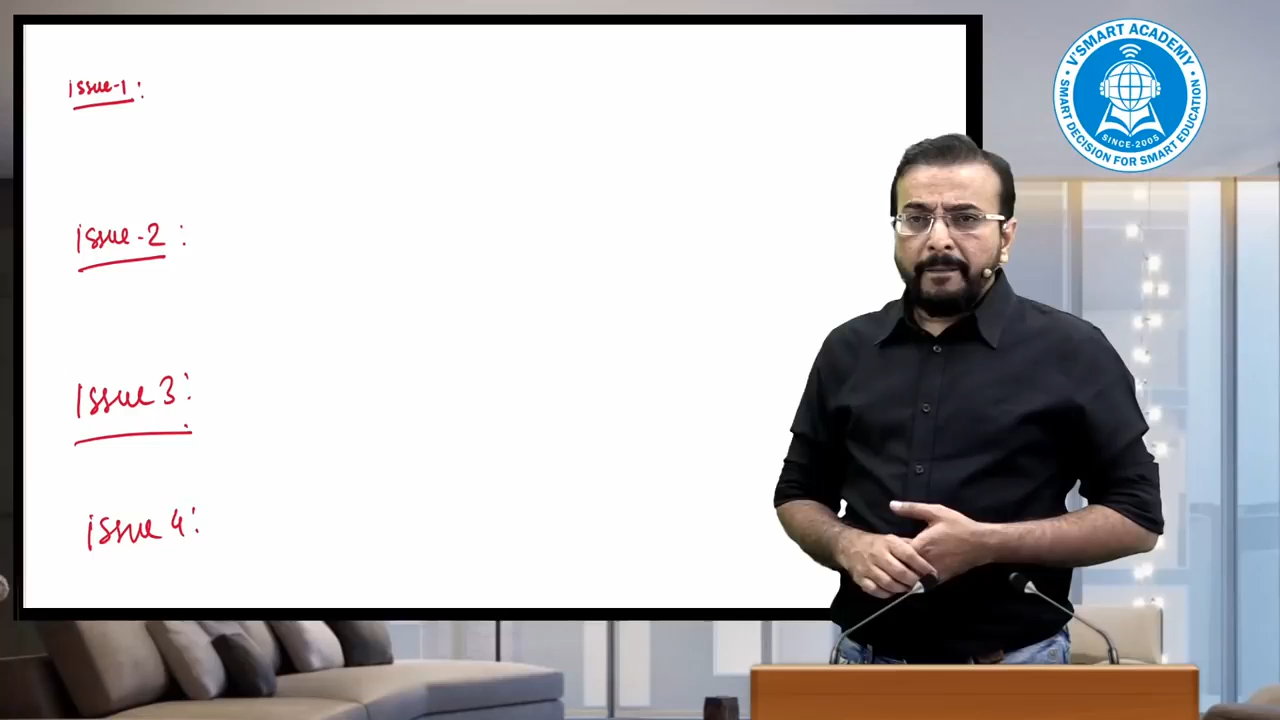 issue-1:
issue-2:
issue 3:
issue 4:
V'SMART ACADEMY
SINCE-2005
SMART DECISION FOR SMART EDUCATION